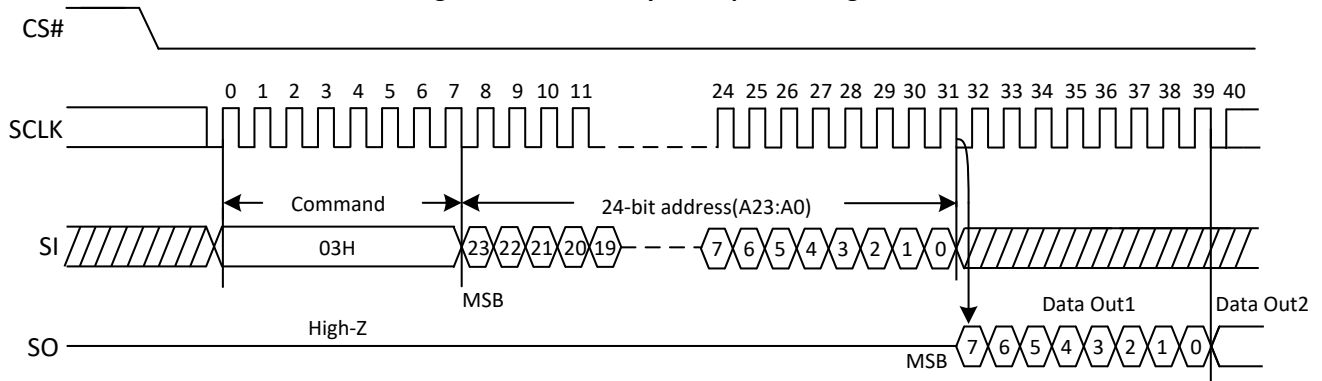 CS#
0 1 2 3 4 5 6 7 8 9 10 11 24 25 26 27 28 29 30 31 32 33 34 35 36 37 38 39 40
SCLK
Command 24-bit address(A23:A0)
SI 03H 23 22 21 20 19 7 6 5 4 3 2 1 0
MSB Data Out1 Data Out2
High-Z
SO MSB 7 6 5 4 3 2 1 0